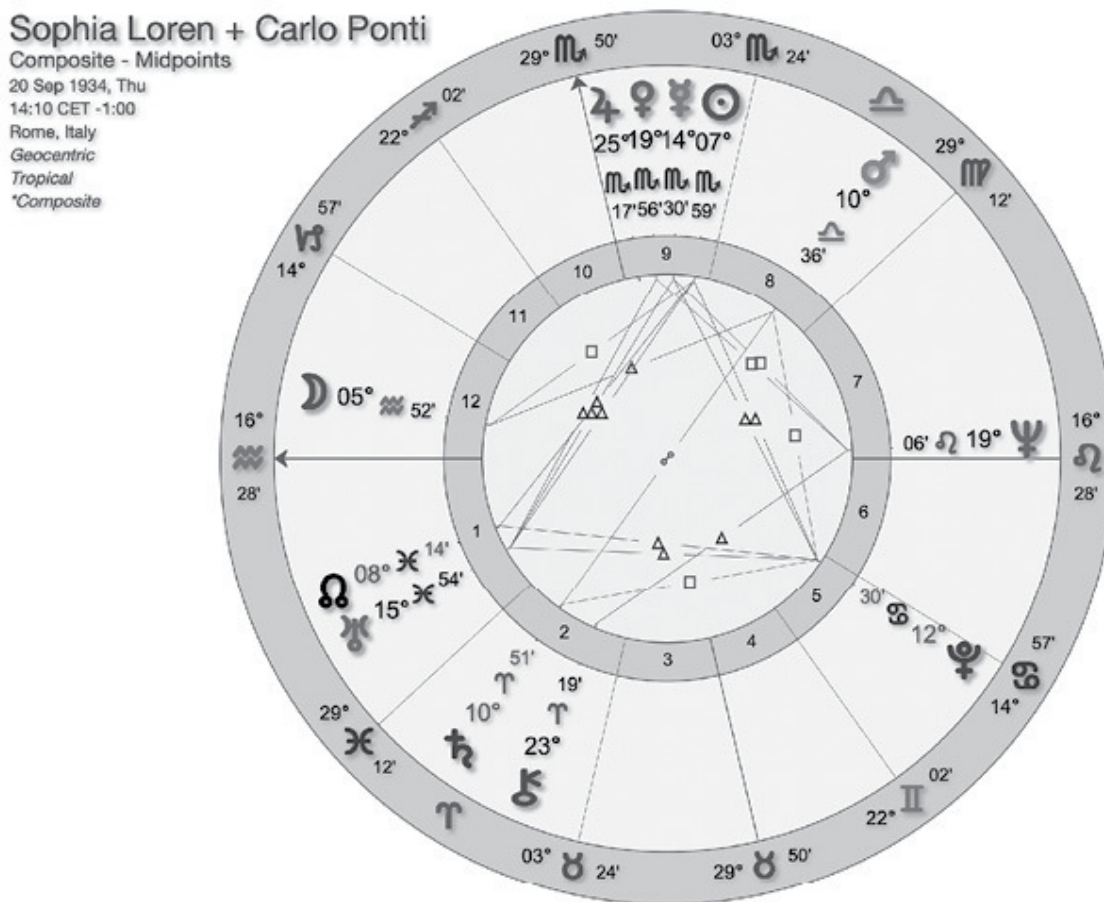 Sophia Loren + Carlo Ponti
Composite - Midpoints
20 Sep 1934, Thu
14:10 CET -1:00
Rome, Italy
Geocentric
Tropical
*Composite
29° ♏ 50'
03° ♏ 24'
♎
29° ♍ 12'
16° ♌ 28'
14° ♋ 57'
22° ♊ 02'
29° ♉ 50'
03° ♉ 24'
♈
29° ♓ 12'
16° ♒ 28'
14° ♑ 57'
22° ♐ 02'
♃ 25° ♏ 17'
♀ 19° ♏ 56'
☿ 14° ♏ 30'
☉ 07° ♏ 59'
♂ 10° ♎ 36'
☽ 05° ♒ 52'
06' ♌ 19° ♆
☊ 08° ♓ 14'
♅ 15° ♓ 54'
30' ♋ 12° ♇
♄ 10° ♈ 51'
⚷ 23° ♈ 19'
9
10
8
11
7
12
1
6
2
5
3
4